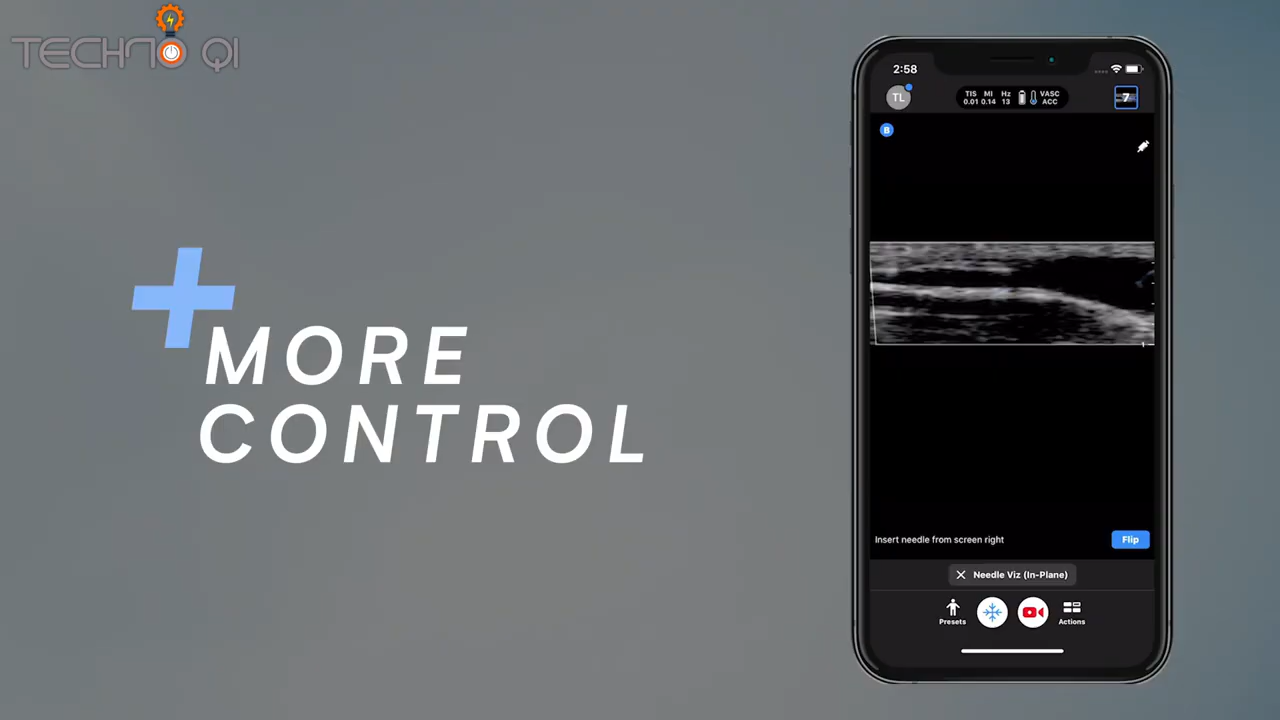 TECHNO QI
MORE
CONTROL
2:58
TL
TIS MI Hz VASC
0.01 0.14 13 ACC
7
B
1
Insert needle from screen right
Flip
Needle Viz (In-Plane)
Presets
Actions